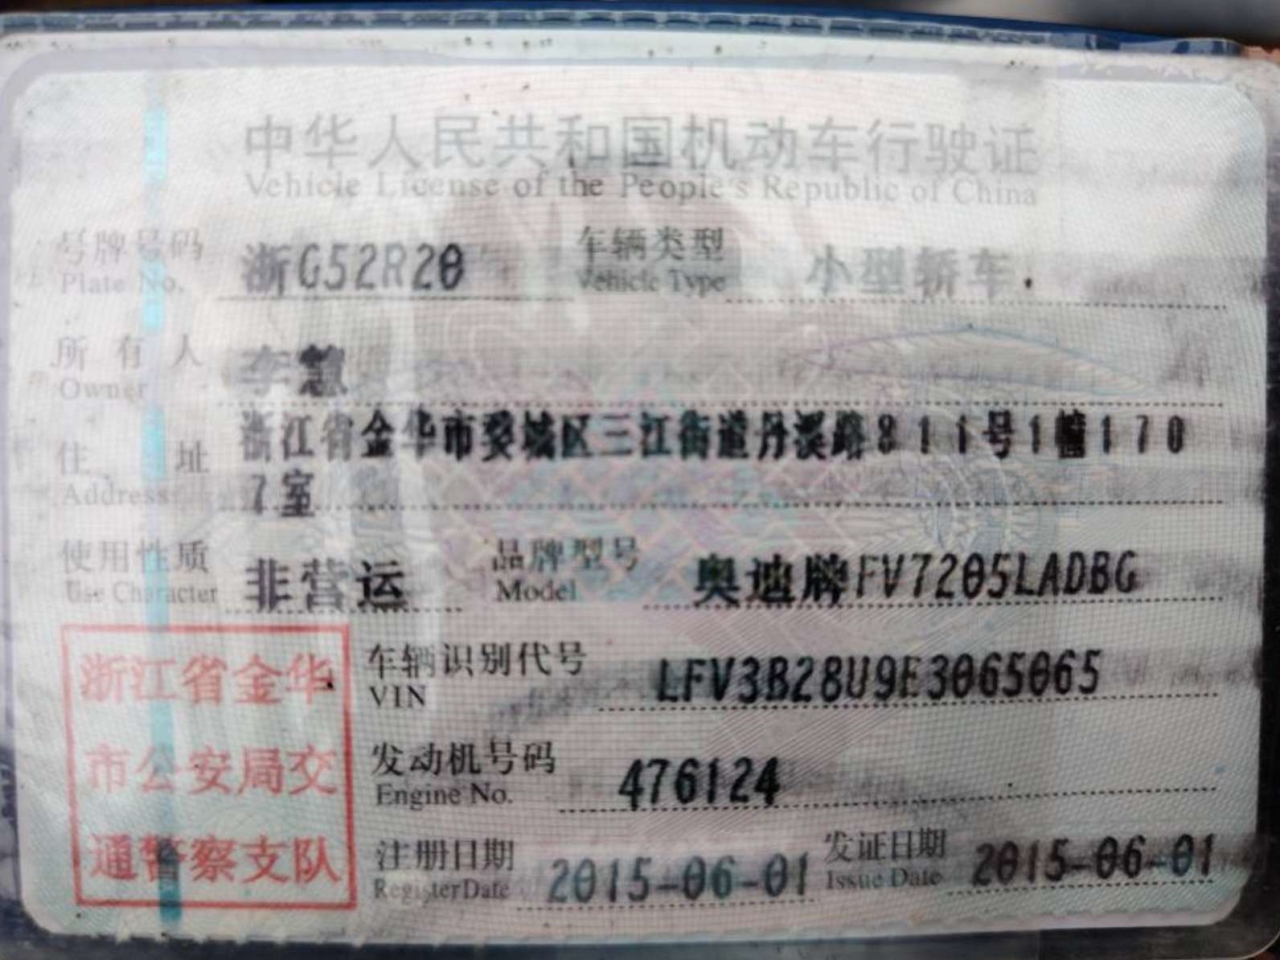 中华人民共和国机动车行驶证
Vehicle License of the People's Republic of China
号牌号码 浙G52R20 车辆类型 小型轿车
Plate No. Vehicle Type
所有人 李慧
Owner
住址 浙江省金华市婺城区三江街道丹溪路811号1幢170
Address 7室
使用性质 非营运 品牌型号 奥迪牌FV7205LADBG
Use Character Model
浙江省金华
市公安局交
通警察支队
车辆识别代号 LFV3B28U9E3065065
VIN
发动机号码 476124
Engine No.
注册日期 2015-06-01 发证日期 2015-06-01
Register Date Issue Date